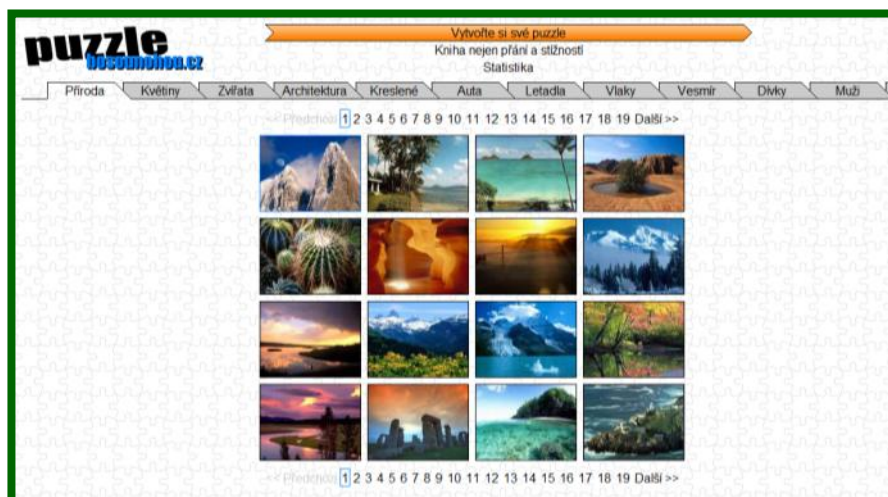 puzzle
bosounohou.cz
Vytvořte si své puzzle
Kniha nejen přání a stížností
Statistika
Příroda Květiny Zvířata Architektura Kreslené Auta Letadla Vlaky Vesmír Dívky Muži
<< Předchozí 1 2 3 4 5 6 7 8 9 10 11 12 13 14 15 16 17 18 19 Další >>
<< Předchozí 1 2 3 4 5 6 7 8 9 10 11 12 13 14 15 16 17 18 19 Další >>